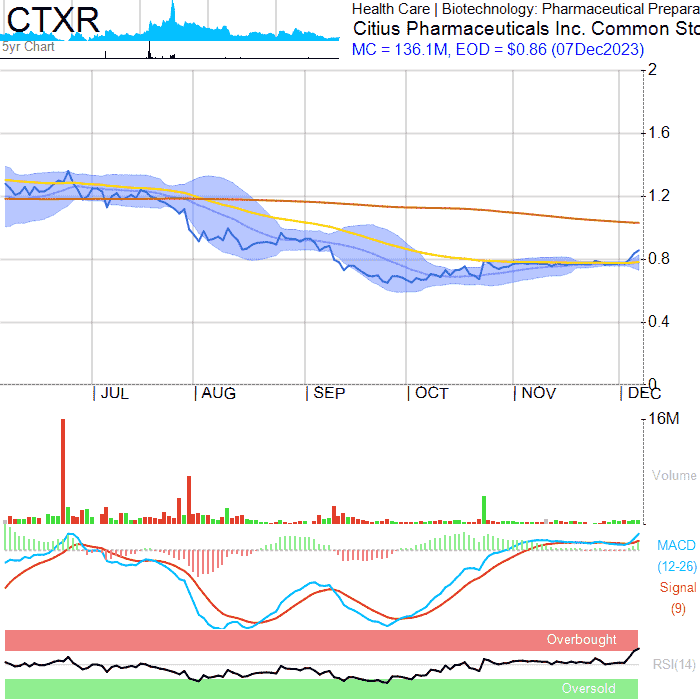 CTXR
5yr Chart
Health Care | Biotechnology: Pharmaceutical Prepara
Citius Pharmaceuticals Inc. Common Sto
MC = 136.1M, EOD = $0.86 (07Dec2023)
2
1.6
1.2
0.8
0.4
0
JUL
AUG
SEP
OCT
NOV
DEC
16M
Volume
MACD
(12-26)
Signal
(9)
Overbought
RSI(14)
Oversold